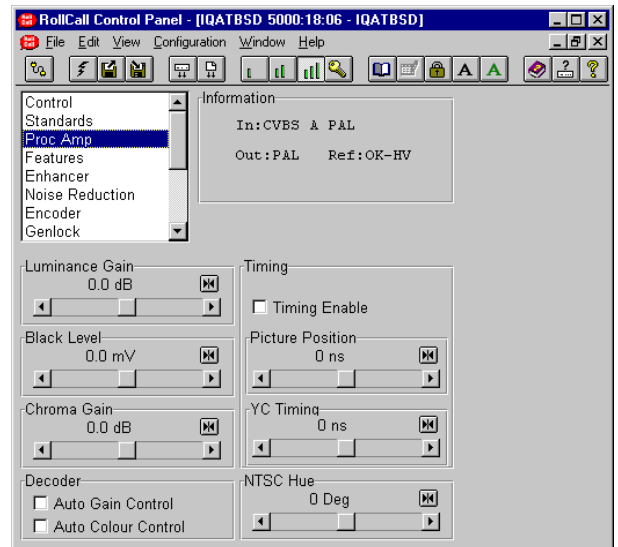 RollCall Control Panel - [IQATBSD 5000:18:06 - IQATBSD]
File Edit View Configuration Window Help
A A
Control
Standards
Proc Amp
Features
Enhancer
Noise Reduction
Encoder
Genlock
Information
In:CVBS A PAL
Out:PAL Ref:OK-HV
Luminance Gain
0.0 dB
Black Level
0.0 mV
Chroma Gain
0.0 dB
Decoder
Auto Gain Control
Auto Colour Control
Timing
Timing Enable
Picture Position
0 ns
YC Timing
0 ns
NTSC Hue
0 Deg